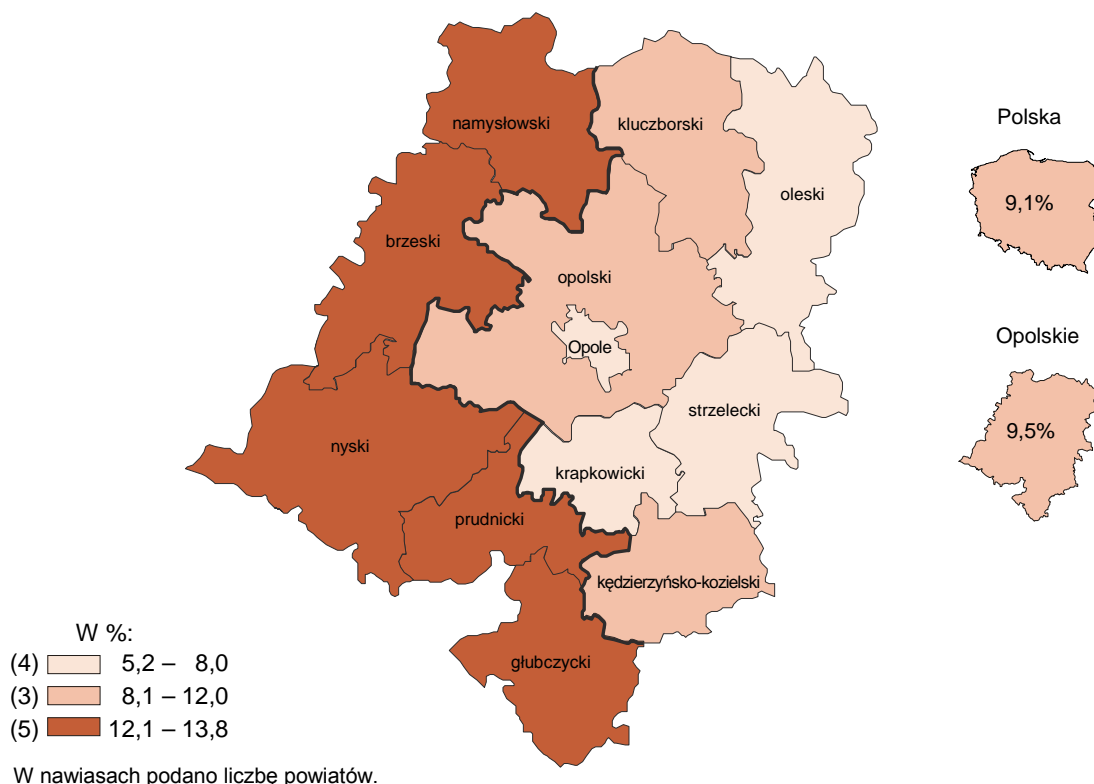 namysłowski
kluczborski
oleski
brzeski
opolski
Opole
strzelecki
nyski
krapkowicki
prudnicki
kędzierzyńsko-kozielski
głubczycki
Polska
9,1%
Opolskie
9,5%
W %:
(4) 5,2 – 8,0
(3) 8,1 – 12,0
(5) 12,1 – 13,8
W nawiasach podano liczbę powiatów.